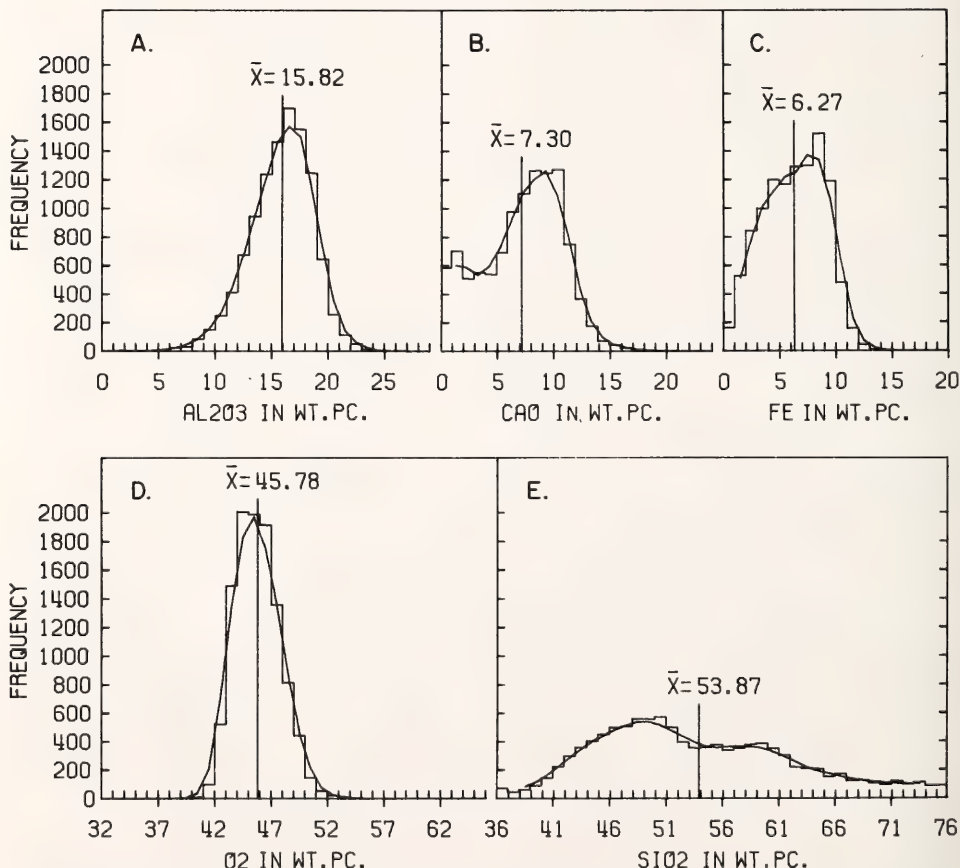 A. B. C.
X̄=15.82 X̄=7.30 X̄=6.27
FREQUENCY
2000
1800
1600
1400
1200
1000
800
600
400
200
0
0 5 10 15 20 25 0 5 10 15 20 0 5 10 15 20
AL2O3 IN WT.PC. CAO IN WT.PC. FE IN WT.PC.
D. E.
X̄=45.78 X̄=53.87
FREQUENCY
2000
1800
1600
1400
1200
1000
800
600
400
200
0
32 37 42 47 52 57 62 36 41 46 51 56 61 66 71 76
O2 IN WT.PC. SIO2 IN WT.PC.